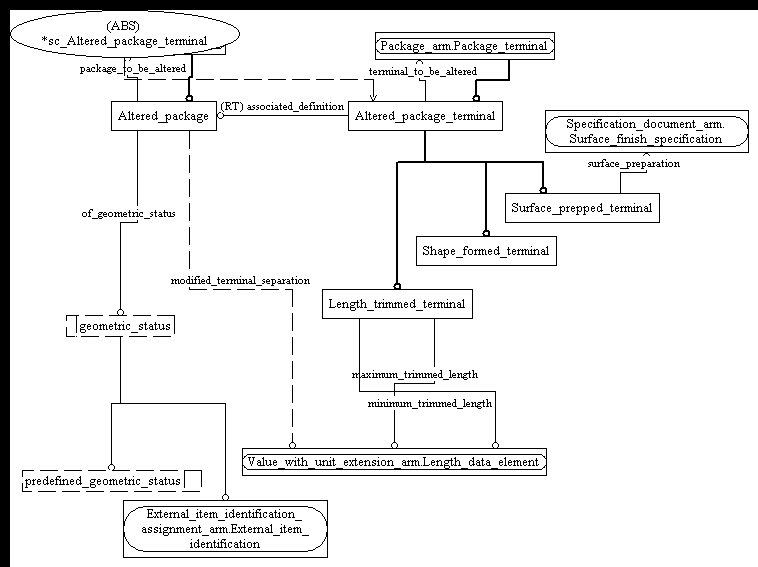 (ABS)
*sc_Altered_package_terminal
Package_arm.Package_terminal
package_to_be_altered
terminal_to_be_altered
(RT) associated_definition
Altered_package
Altered_package_terminal
Specification_document_arm.
Surface_finish_specification
surface_preparation
Surface_prepped_terminal
of_geometric_status
Shape_formed_terminal
modified_terminal_separation
Length_trimmed_terminal
geometric_status
maximum_trimmed_length
minimum_trimmed_length
Value_with_unit_extension_arm.Length_data_element
predefined_geometric_status
External_item_identification_
assignment_arm.External_item_
identification